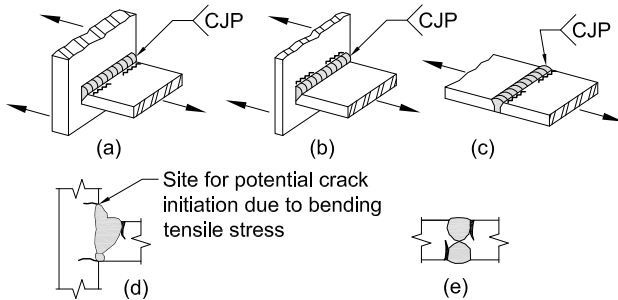 CJP
CJP
CJP
(a)
(b)
(c)
Site for potential crack
initiation due to bending
tensile stress
(d)
(e)